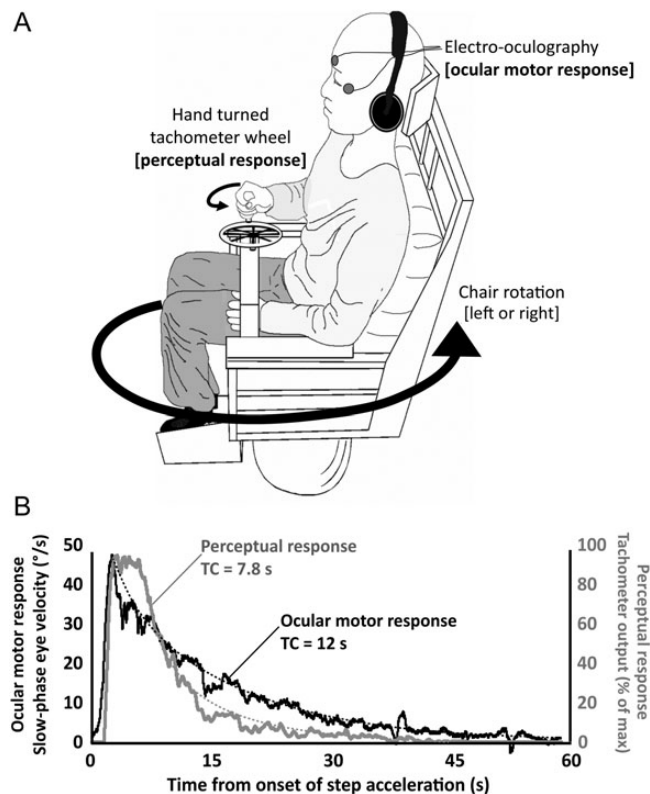 A
Electro-oculography
[ocular motor response]
Hand turned
tachometer wheel
[perceptual response]
Chair rotation
[left or right]
B
Ocular motor response
Slow-phase eye velocity (°/s)
50
40
30
20
10
0
Perceptual response
TC = 7.8 s
Ocular motor response
TC = 12 s
100
80
60
40
20
0
Perceptual response
Tachometer output
(% of max)
0
15
30
45
60
Time from onset of step acceleration (s)